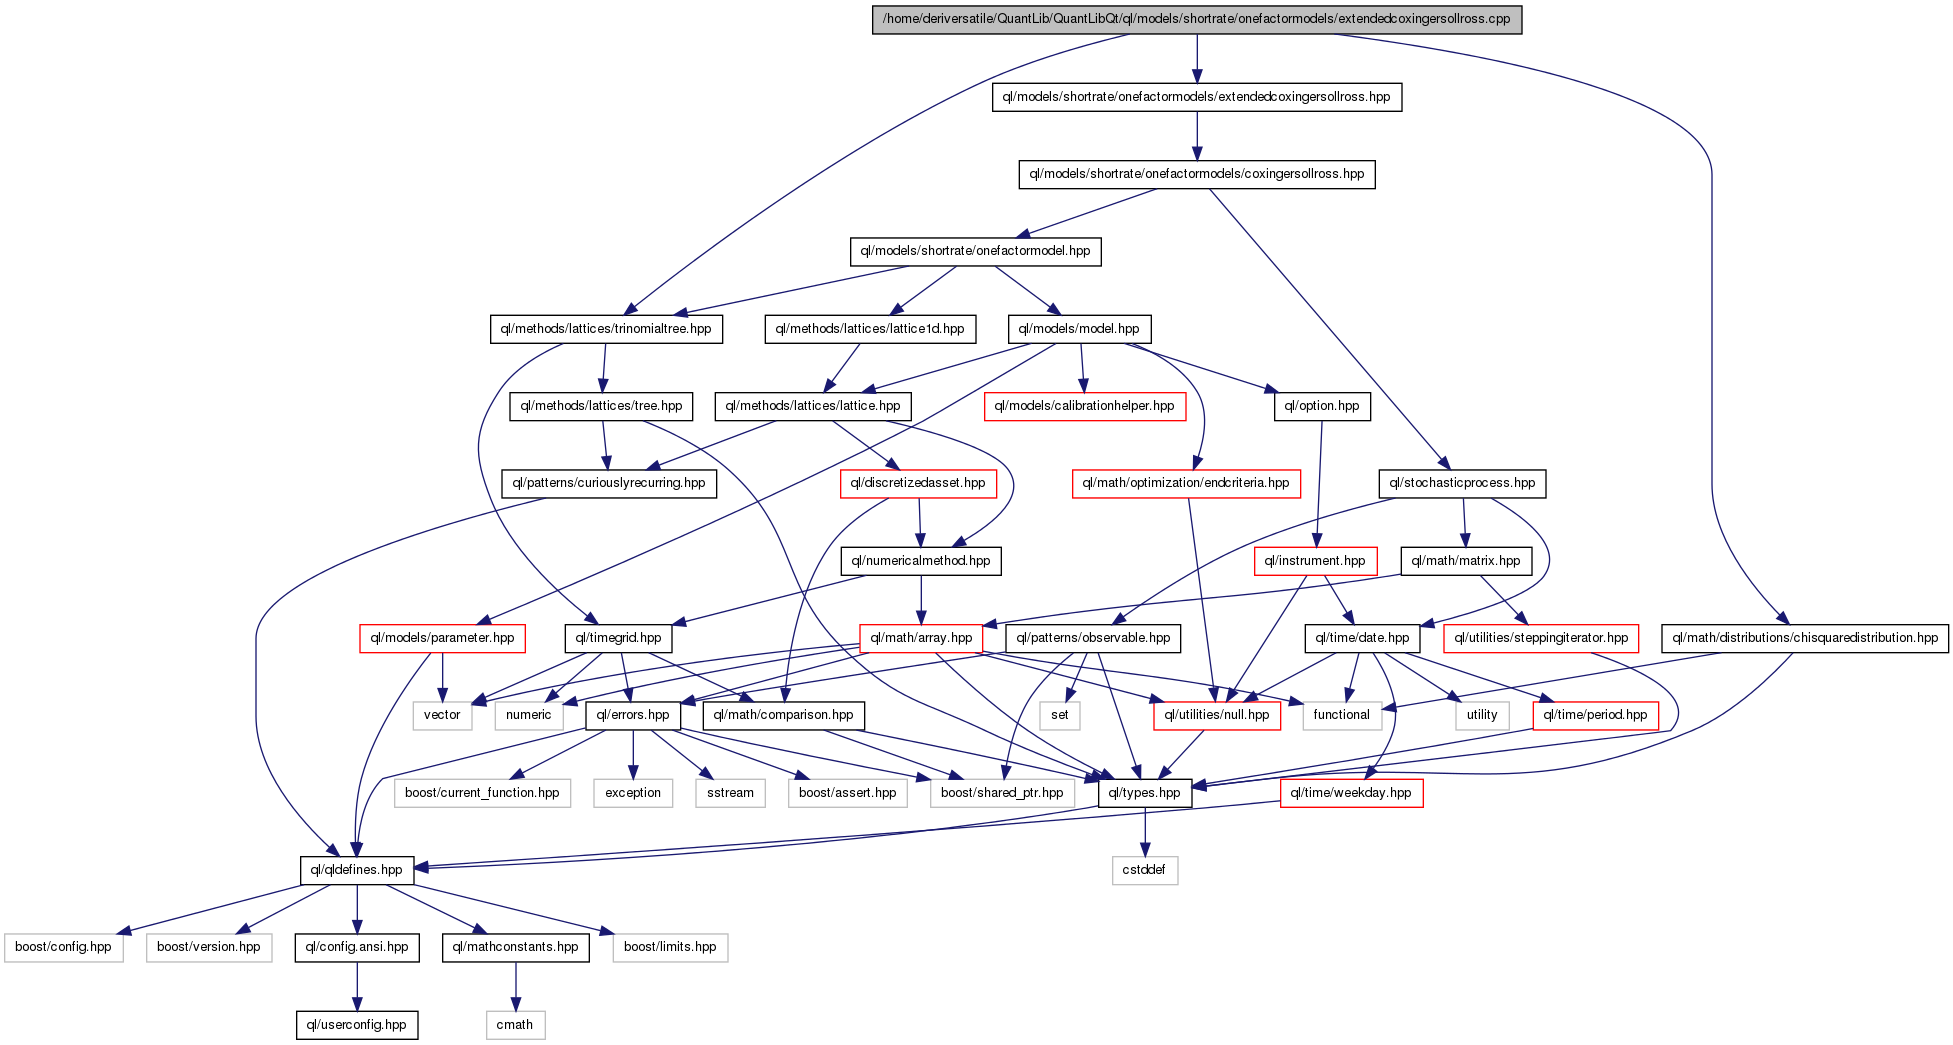 /home/deriversatile/QuantLib/QuantLibQt/ql/models/shortrate/onefactormodels/extendedcoxingersollross.cpp
ql/models/shortrate/onefactormodels/extendedcoxingersollross.hpp
ql/models/shortrate/onefactormodels/coxingersollross.hpp
ql/models/shortrate/onefactormodel.hpp
ql/methods/lattices/trinomialtree.hpp
ql/methods/lattices/lattice1d.hpp
ql/models/model.hpp
ql/methods/lattices/tree.hpp
ql/methods/lattices/lattice.hpp
ql/models/calibrationhelper.hpp
ql/option.hpp
ql/patterns/curiouslyrecurring.hpp
ql/discretizedasset.hpp
ql/math/optimization/endcriteria.hpp
ql/stochasticprocess.hpp
ql/numericalmethod.hpp
ql/instrument.hpp
ql/math/matrix.hpp
ql/models/parameter.hpp
ql/timegrid.hpp
ql/math/array.hpp
ql/patterns/observable.hpp
ql/time/date.hpp
ql/utilities/steppingiterator.hpp
ql/math/distributions/chisquaredistribution.hpp
vector
numeric
ql/errors.hpp
ql/math/comparison.hpp
set
ql/utilities/null.hpp
functional
utility
ql/time/period.hpp
boost/current_function.hpp
exception
sstream
boost/assert.hpp
boost/shared_ptr.hpp
ql/types.hpp
ql/time/weekday.hpp
ql/qldefines.hpp
cstddef
boost/config.hpp
boost/version.hpp
ql/config.ansi.hpp
ql/mathconstants.hpp
boost/limits.hpp
ql/userconfig.hpp
cmath